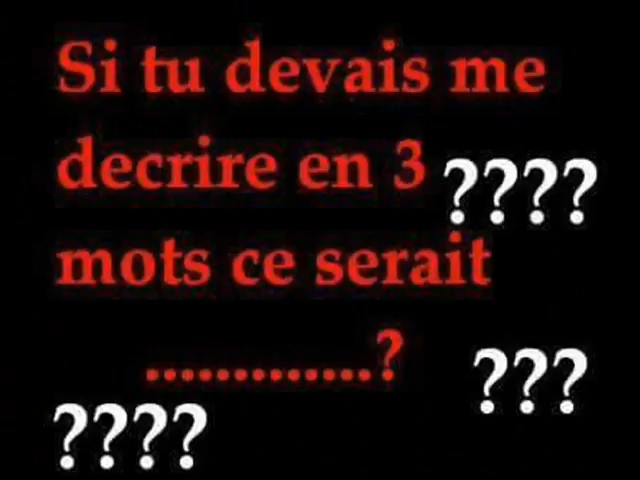 Si tu devais me
decrire en 3 ????
mots ce serait
.............? ???
????